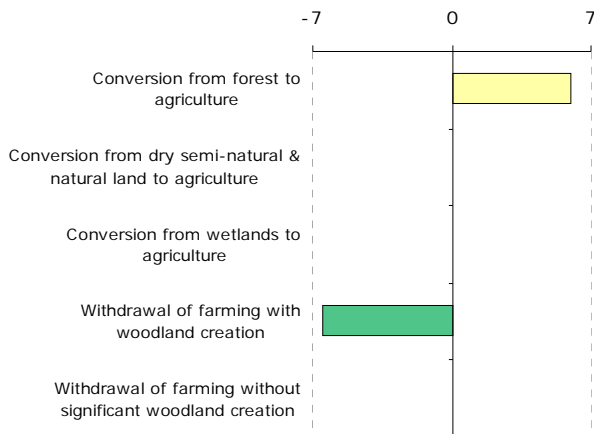 -7 0 7
Conversion from forest to
agriculture
Conversion from dry semi-natural &
natural land to agriculture
Conversion from wetlands to
agriculture
Withdrawal of farming with
woodland creation
Withdrawal of farming without
significant woodland creation